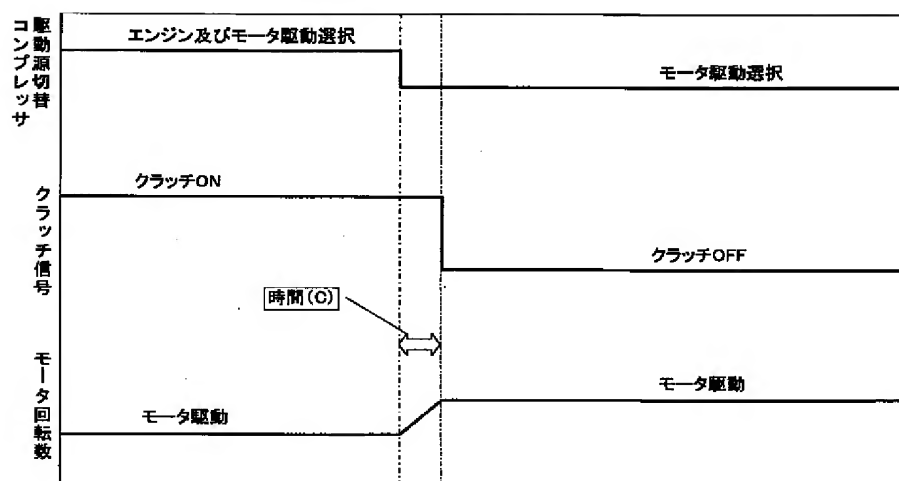 コンプレッサ
駆動源切替
エンジン及びモータ駆動選択
モータ駆動選択
クラッチ信号
クラッチON
クラッチOFF
時間(C)
モータ回転数
モータ駆動
モータ駆動